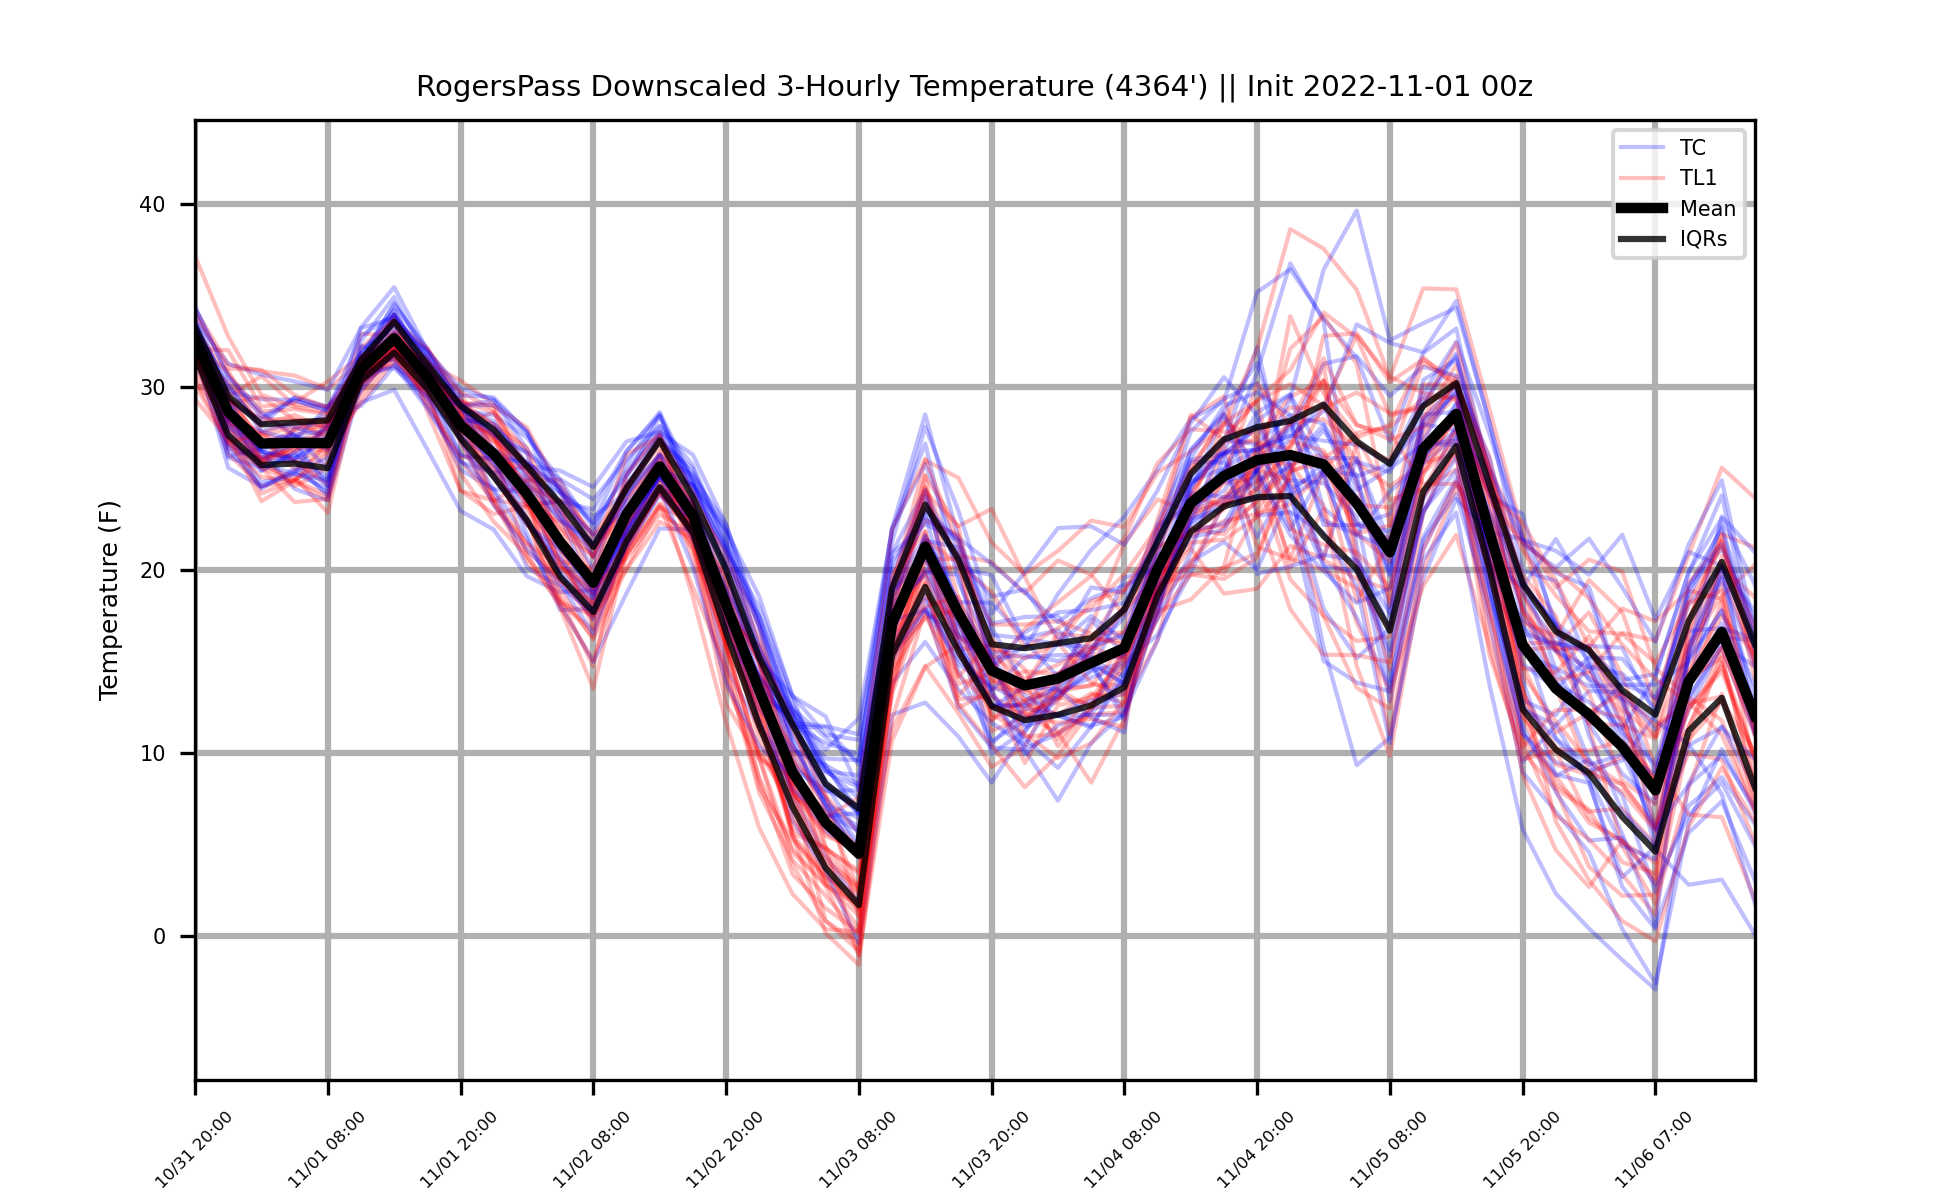 RogersPass Downscaled 3-Hourly Temperature (4364') || Init 2022-11-01 00z
TC
TL1
Mean
IQRs
Temperature (F)
40
30
20
10
0
10/31 20:00
11/01 08:00
11/01 20:00
11/02 08:00
11/02 20:00
11/03 08:00
11/03 20:00
11/04 08:00
11/04 20:00
11/05 08:00
11/05 20:00
11/06 07:00